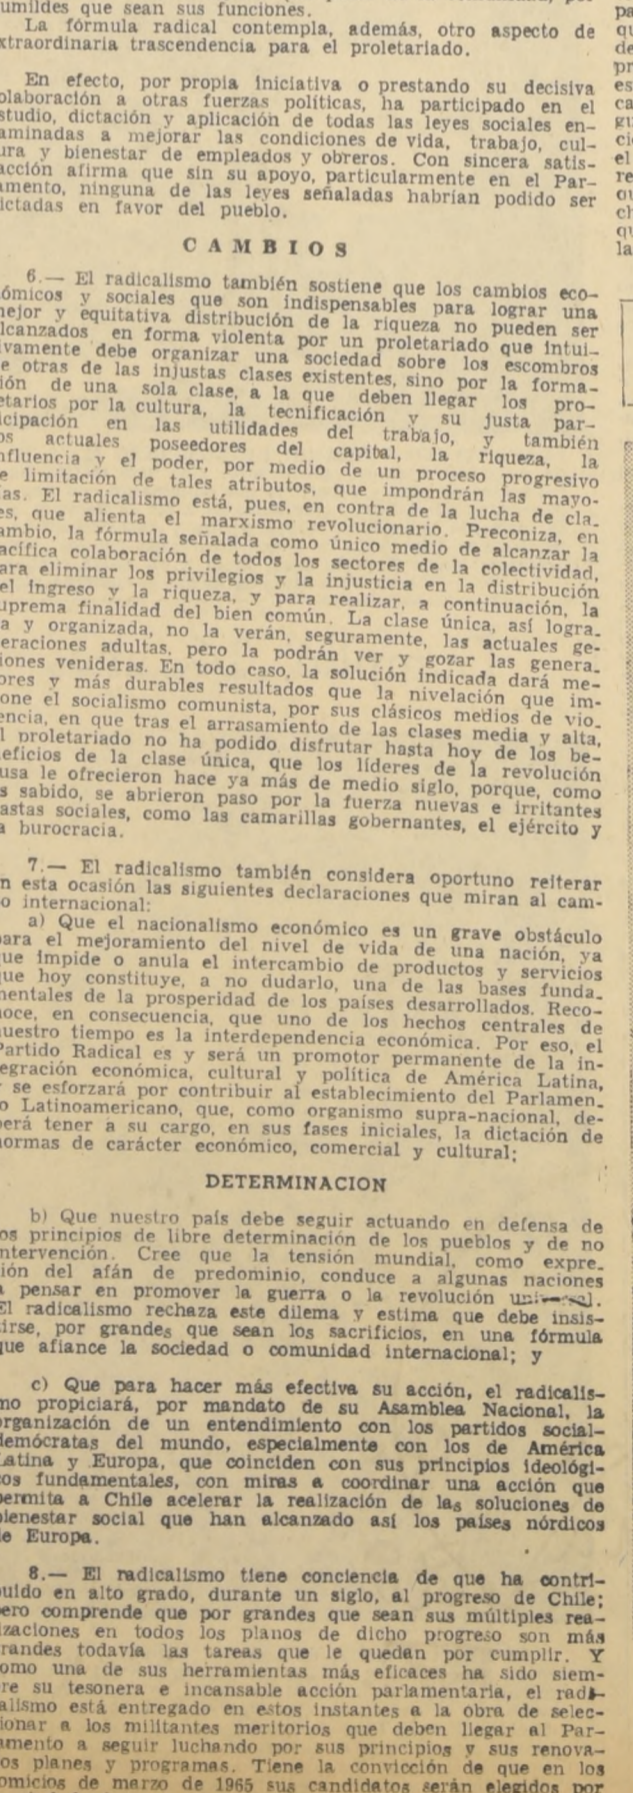 umildes que sean sus funciones.
La fórmula radical contempla, además, otro aspecto de
xtraordinaria trascendencia para el proletariado.
En efecto, por propia iniciativa o prestando su decisiva
olaboración a otras fuerzas políticas, ha participado en el
studio, dictación y aplicación de todas las leyes sociales en-
aminadas a mejorar las condiciones de vida, trabajo, cul-
ura y bienestar de empleados y obreros. Con sincera satis-
acción afirma que sin su apoyo, particularmente en el Par-
amento, ninguna de las leyes señaladas habrían podido ser
ictadas en favor del pueblo.
CAMBIOS
6.— El radicalismo también sostiene que los cambios eco-
ómicos y sociales que son indispensables para lograr una
nejor y equitativa distribución de la riqueza no pueden ser
lcanzados en forma violenta por un proletariado que intui-
ivamente debe organizar una sociedad sobre los escombros
e otras de las injustas clases existentes, sino por la forma-
ión de una sola clase, a la que deben llegar los pro-
etarios por la cultura, la tecnificación y su justa par-
icipación en las utilidades del trabajo, y también
os actuales poseedores del capital, la riqueza, la
nfluencia y el poder, por medio de un proceso progresivo
e limitación de tales atributos, que impondrán las mayo-
ías. El radicalismo está, pues, en contra de la lucha de cla-
es, que alienta el marxismo revolucionario. Preconiza, en
ambio, la fórmula señalada como único medio de alcanzar la
acífica colaboración de todos los sectores de la colectividad,
ara eliminar los privilegios y la injusticia en la distribución
el ingreso y la riqueza, y para realizar, a continuación, la
uprema finalidad del bien común. La clase única, así logra-
a y organizada, no la verán, seguramente, las actuales ge-
eraciones adultas, pero la podrán ver y gozar las genera-
iones venideras. En todo caso, la solución indicada dará me-
ores y más durables resultados que la nivelación que im-
one el socialismo comunista, por sus clásicos medios de vio-
encia, en que tras el arrasamiento de las clases media y alta,
l proletariado no ha podido disfrutar hasta hoy de los be-
eficios de la clase única, que los líderes de la revolución
usa le ofrecieron hace ya más de medio siglo, porque, como
s sabido, se abrieron paso por la fuerza nuevas e irritantes
astas sociales, como las camarillas gobernantes, el ejército y
a burocracia.
7.— El radicalismo también considera oportuno reiterar
n esta ocasión las siguientes declaraciones que miran al cam-
o internacional:
a) Que el nacionalismo económico es un grave obstáculo
ara el mejoramiento del nivel de vida de una nación, ya
ue impide o anula el intercambio de productos y servicios
ue hoy constituye, a no dudarlo, una de las bases funda-
mentales de la prosperidad de los países desarrollados. Reco-
noce, en consecuencia, que uno de los hechos centrales de
nuestro tiempo es la interdependencia económica. Por eso, el
Partido Radical es y será un promotor permanente de la in-
egración económica, cultural y política de América Latina,
y se esforzará por contribuir al establecimiento del Parlamen-
o Latinoamericano, que, como organismo supra-nacional, de-
berá tener a su cargo, en sus fases iniciales, la dictación de
normas de carácter económico, comercial y cultural;
DETERMINACION
b) Que nuestro país debe seguir actuando en defensa de
os principios de libre determinación de los pueblos y de no
ntervención. Cree que la tensión mundial, como expre-
ión del afán de predominio, conduce a algunas naciones
a pensar en promover la guerra o la revolución universal.
El radicalismo rechaza este dilema y estima que debe insis-
irse, por grandes que sean los sacrificios, en una fórmula
que afiance la sociedad o comunidad internacional; y
c) Que para hacer más efectiva su acción, el radicalis-
mo propiciará, por mandato de su Asamblea Nacional, la
organización de un entendimiento con los partidos social-
demócratas del mundo, especialmente con los de América
Latina y Europa, que coinciden con sus principios ideológi-
cos fundamentales, con miras a coordinar una acción que
permita a Chile acelerar la realización de las soluciones de
bienestar social que han alcanzado así los países nórdicos
de Europa.
8.— El radicalismo tiene conciencia de que ha contri-
buido en alto grado, durante un siglo, al progreso de Chile;
pero comprende que por grandes que sean sus múltiples rea-
izaciones en todos los planos de dicho progreso son más
grandes todavía las tareas que le quedan por cumplir. Y
como una de sus herramientas más eficaces ha sido siem-
re su tesonera e incansable acción parlamentaria, el radi-
alismo está entregado en estos instantes a la obra de selec-
ionar a los militantes meritorios que deben llegar al Par-
amento a seguir luchando por sus principios y sus renova-
os planes y programas. Tiene la convicción de que en los
omicios de marzo de 1965 sus candidatos serán elegidos por